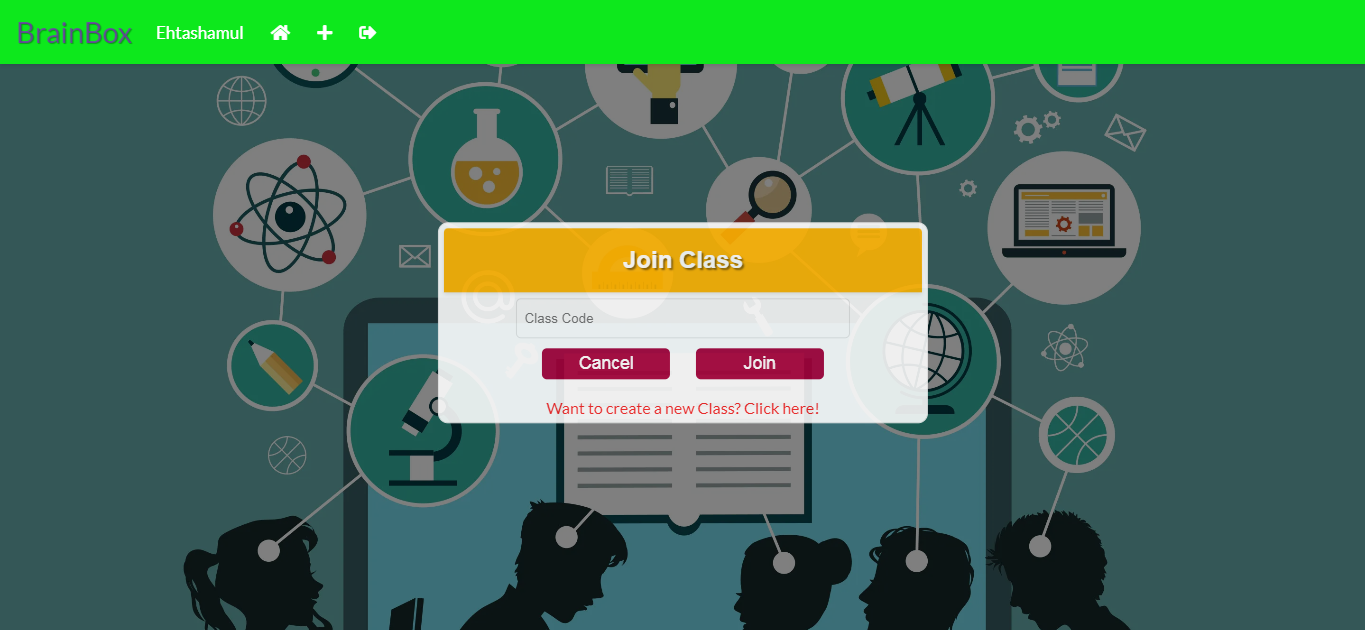 BrainBox Ehtashamul
Join Class
Class Code
Cancel Join
Want to create a new Class? Click here!